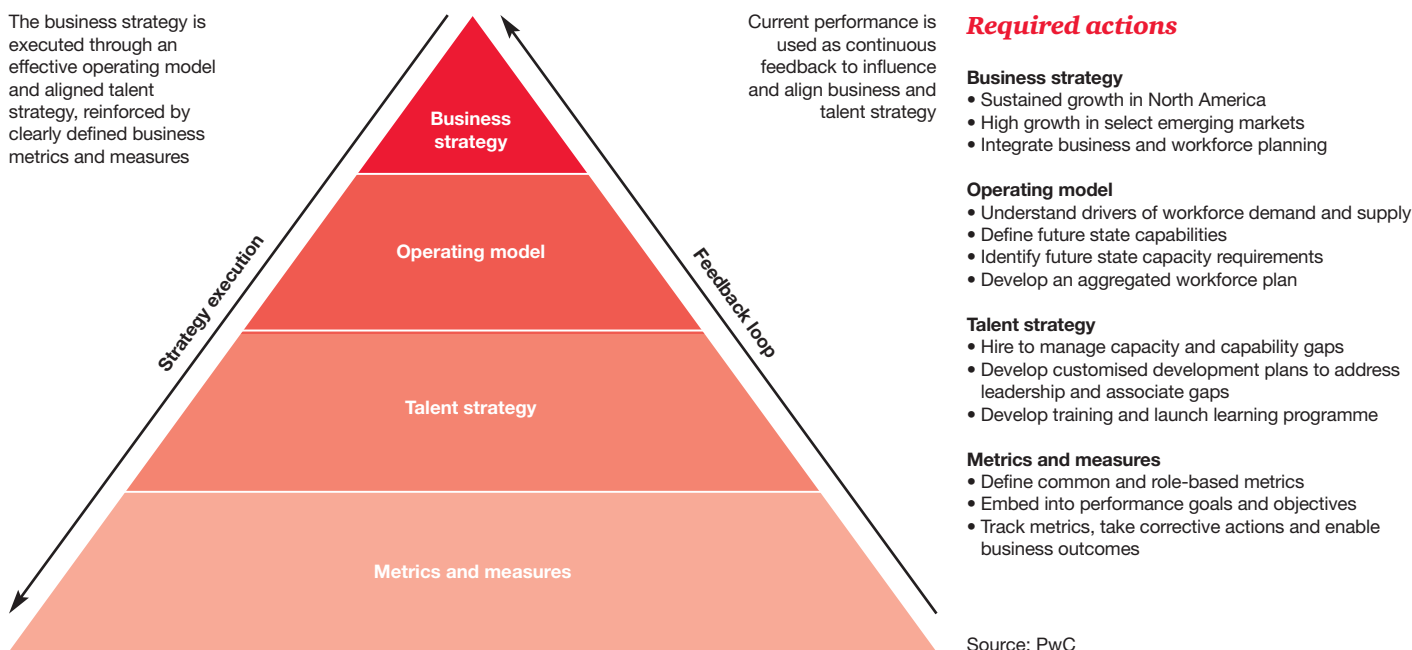 The business strategy is
executed through an
effective operating model
and aligned talent
strategy, reinforced by
clearly defined business
metrics and measures
Strategy execution
Business
strategy
Operating model
Talent strategy
Metrics and measures
Current performance is
used as continuous
feedback to influence
and align business and
talent strategy
Feedback loop
Required actions
Business strategy
• Sustained growth in North America
• High growth in select emerging markets
• Integrate business and workforce planning
Operating model
• Understand drivers of workforce demand and supply
• Define future state capabilities
• Identify future state capacity requirements
• Develop an aggregated workforce plan
Talent strategy
• Hire to manage capacity and capability gaps
• Develop customised development plans to address
leadership and associate gaps
• Develop training and launch learning programme
Metrics and measures
• Define common and role-based metrics
• Embed into performance goals and objectives
• Track metrics, take corrective actions and enable
business outcomes
Source: PwC